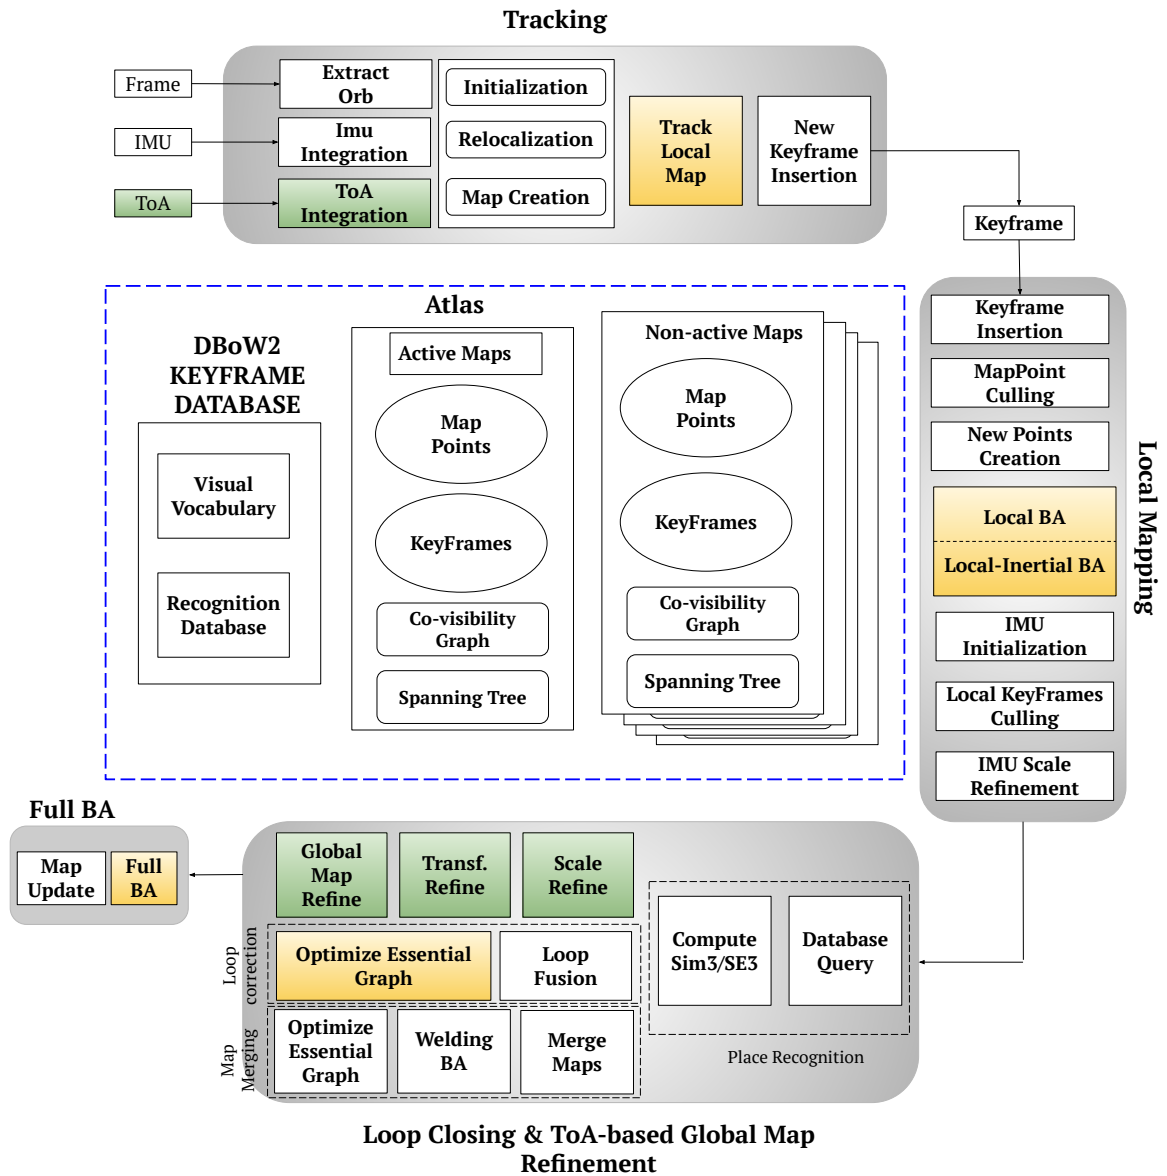 Tracking
Frame
IMU
ToA
Extract
Orb
Imu
Integration
ToA
Integration
Initialization
Relocalization
Map Creation
Track
Local
Map
New
Keyframe
Insertion
Keyframe
Atlas
DBoW2
KEYFRAME
DATABASE
Visual
Vocabulary
Recognition
Database
Active Maps
Map
Points
KeyFrames
Co-visibility
Graph
Spanning Tree
Non-active Maps
Map
Points
KeyFrames
Co-visibility
Graph
Spanning Tree
Keyframe
Insertion
MapPoint
Culling
New Points
Creation
Local BA
Local-Inertial BA
IMU
Initialization
Local KeyFrames
Culling
IMU Scale
Refinement
Local Mapping
Full BA
Map
Update
Full
BA
Global
Map
Refine
Transf.
Refine
Scale
Refine
Loop
correction
Optimize Essential
Graph
Loop
Fusion
Map
Merging
Optimize
Essential
Graph
Welding
BA
Merge
Maps
Compute
Sim3/SE3
Database
Query
Place Recognition
Loop Closing & ToA-based Global Map
Refinement